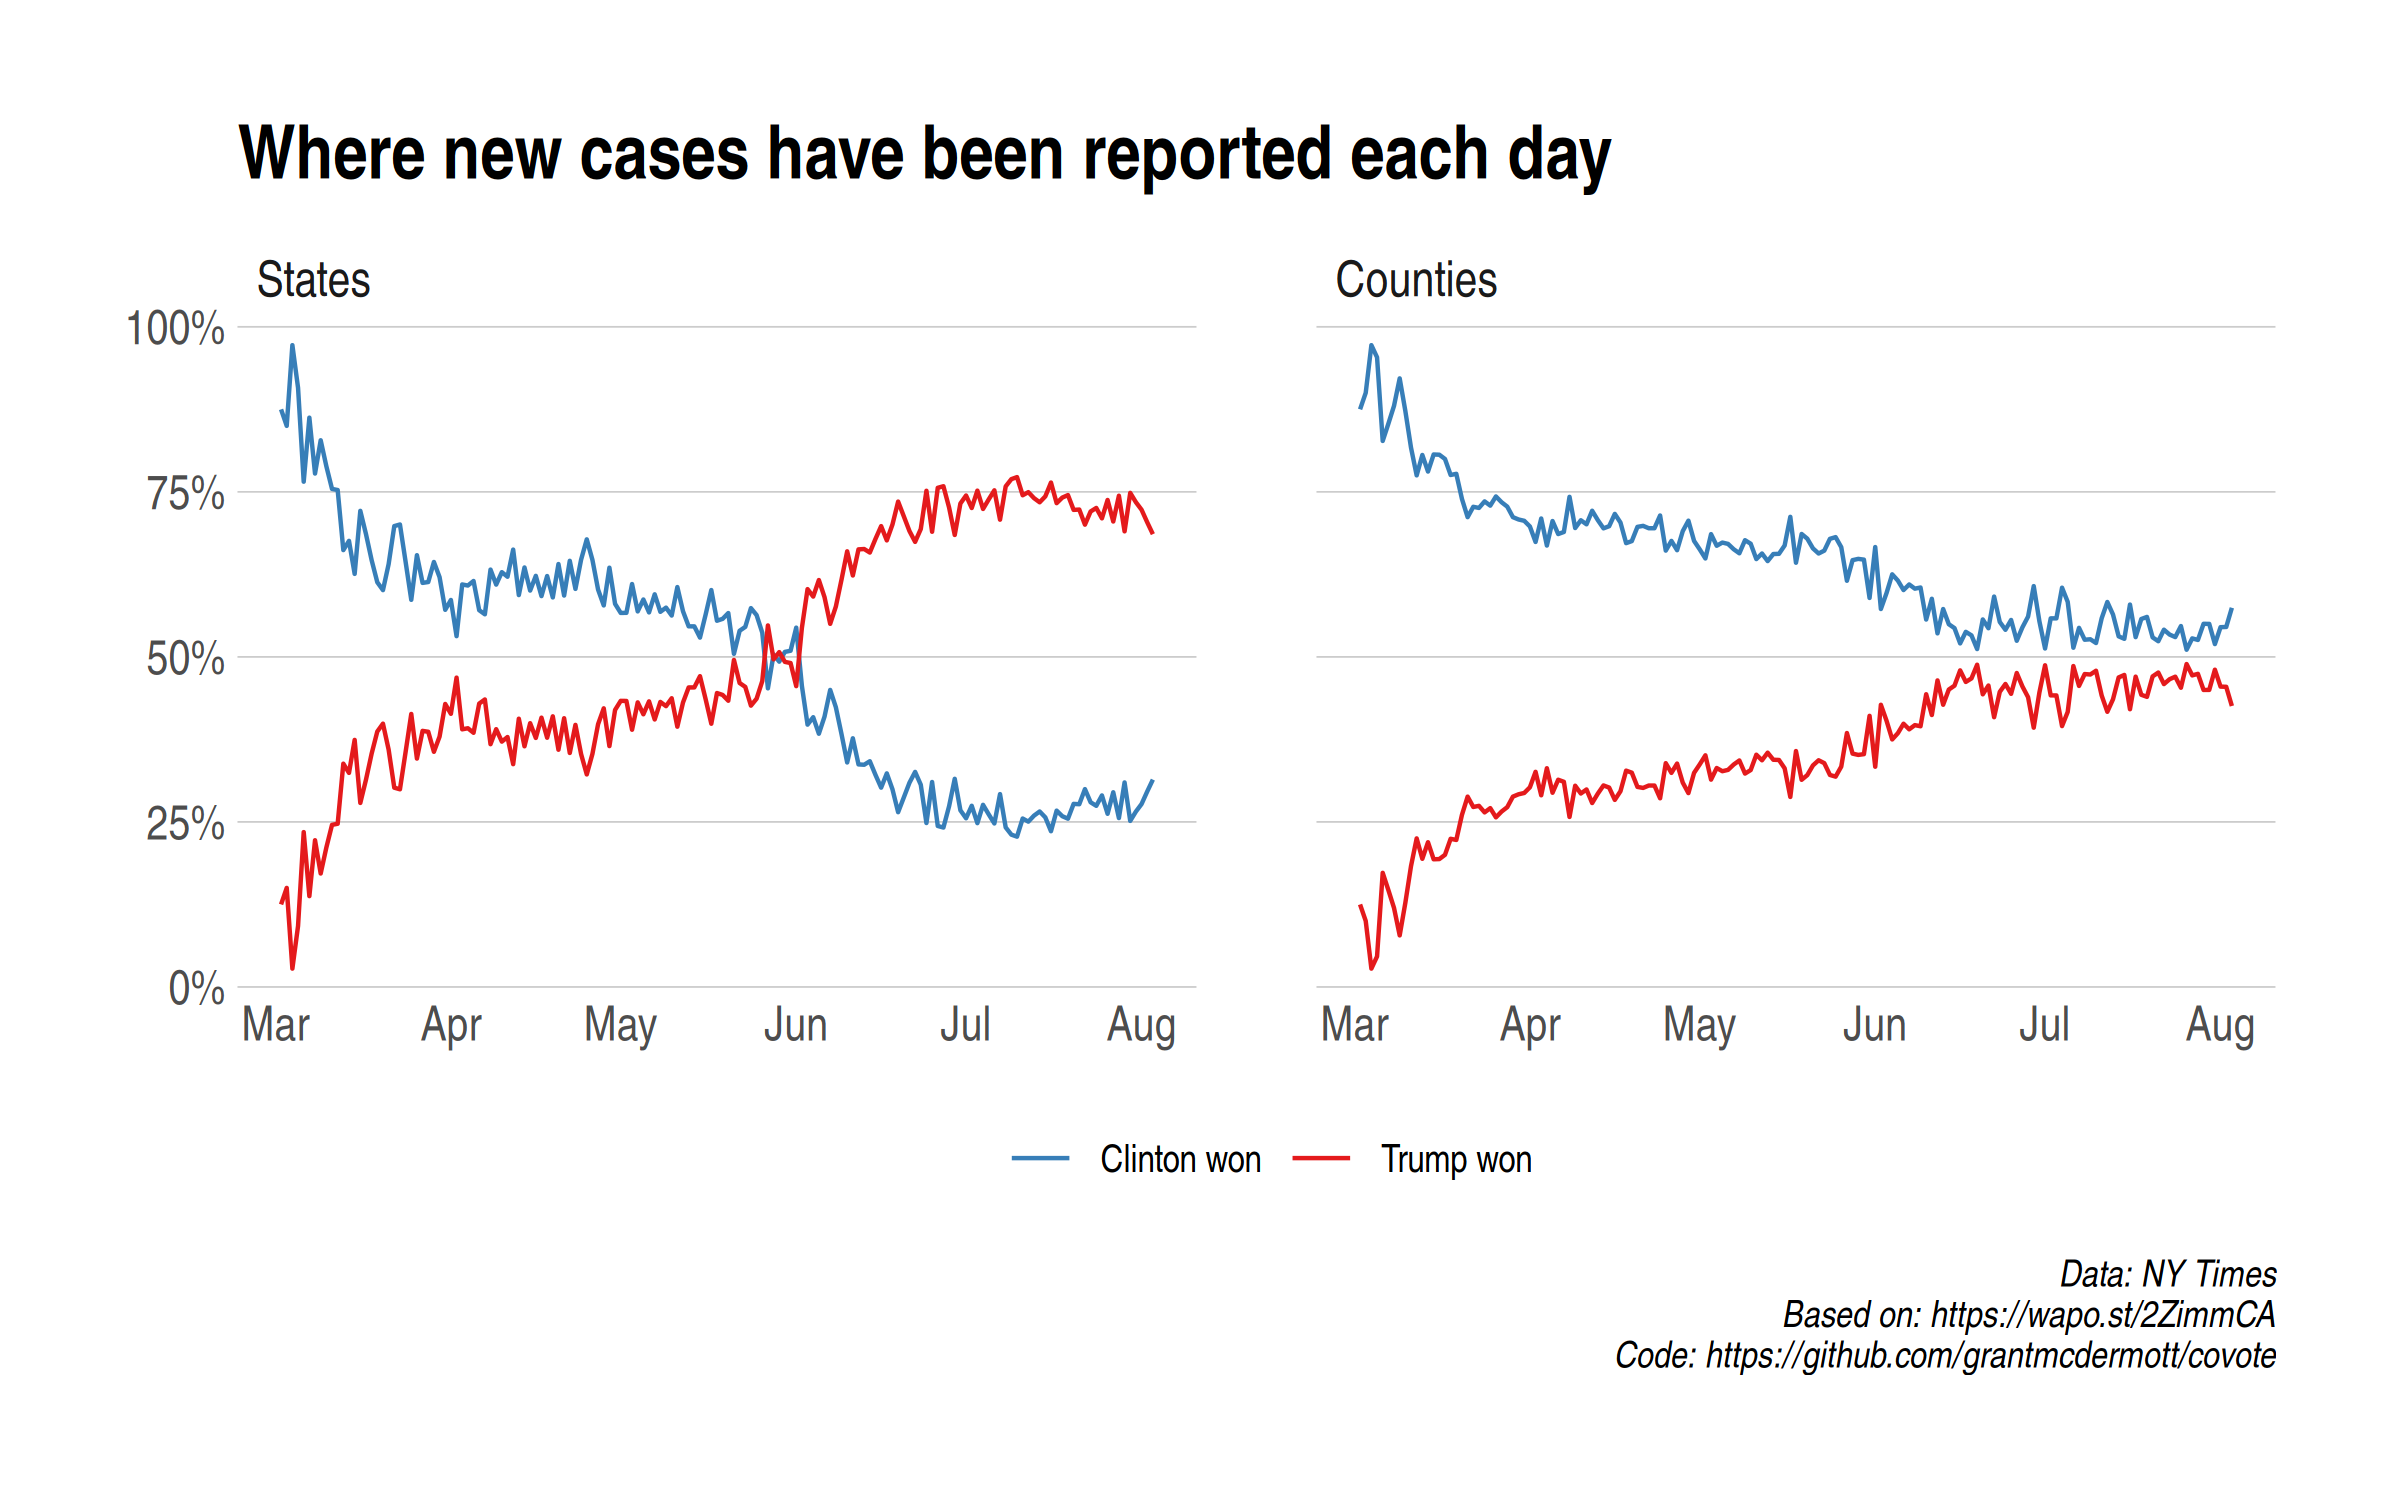 Where new cases have been reported each day
States
Counties
100%
75%
50%
25%
0%
Mar Apr May Jun Jul Aug
Mar Apr May Jun Jul Aug
Clinton won Trump won
Data: NY Times
Based on: https://wapo.st/2ZimmCA
Code: https://github.com/grantmcdermott/covote